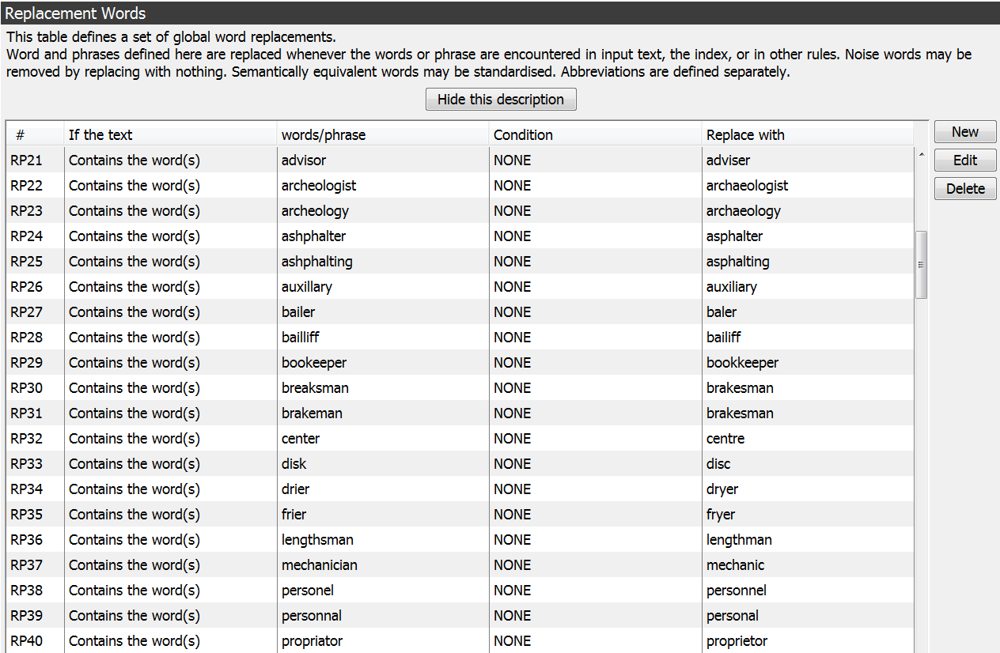 Replacement Words
This table defines a set of global word replacements.
Word and phrases defined here are replaced whenever the words or phrase are encountered in input text, the index, or in other rules. Noise words may be
removed by replacing with nothing. Semantically equivalent words may be standardised. Abbreviations are defined separately.
Hide this description
# If the text words/phrase Condition Replace with New
RP21 Contains the word(s) advisor NONE adviser Edit
RP22 Contains the word(s) archeologist NONE archaeologist Delete
RP23 Contains the word(s) archeology NONE archaeology
RP24 Contains the word(s) ashphalter NONE asphalter
RP25 Contains the word(s) ashphalting NONE asphalting
RP26 Contains the word(s) auxillary NONE auxiliary
RP27 Contains the word(s) bailer NONE baler
RP28 Contains the word(s) bailliff NONE bailiff
RP29 Contains the word(s) bookeeper NONE bookkeeper
RP30 Contains the word(s) breaksman NONE brakesman
RP31 Contains the word(s) brakeman NONE brakesman
RP32 Contains the word(s) center NONE centre
RP33 Contains the word(s) disk NONE disc
RP34 Contains the word(s) drier NONE dryer
RP35 Contains the word(s) frier NONE fryer
RP36 Contains the word(s) lengthsman NONE lengthman
RP37 Contains the word(s) mechanician NONE mechanic
RP38 Contains the word(s) personel NONE personnel
RP39 Contains the word(s) personnal NONE personal
RP40 Contains the word(s) propriator NONE proprietor